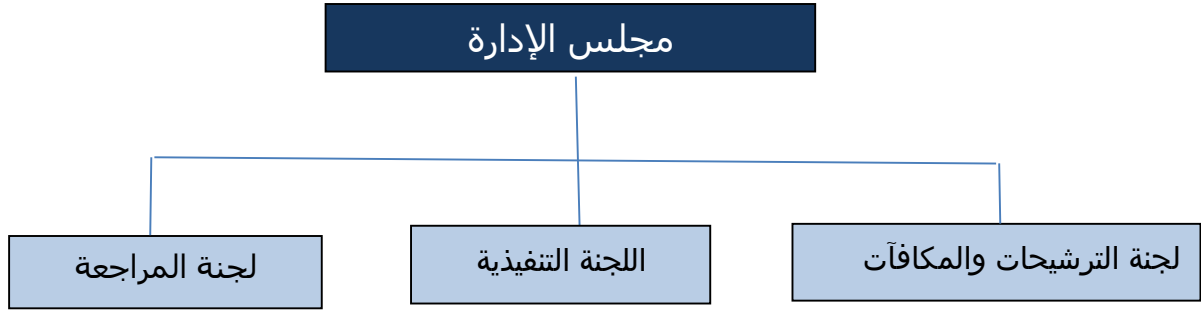 مجلس الإدارة
لجنة الترشيحات والمكافآت
اللجنة التنفيذية
لجنة المراجعة